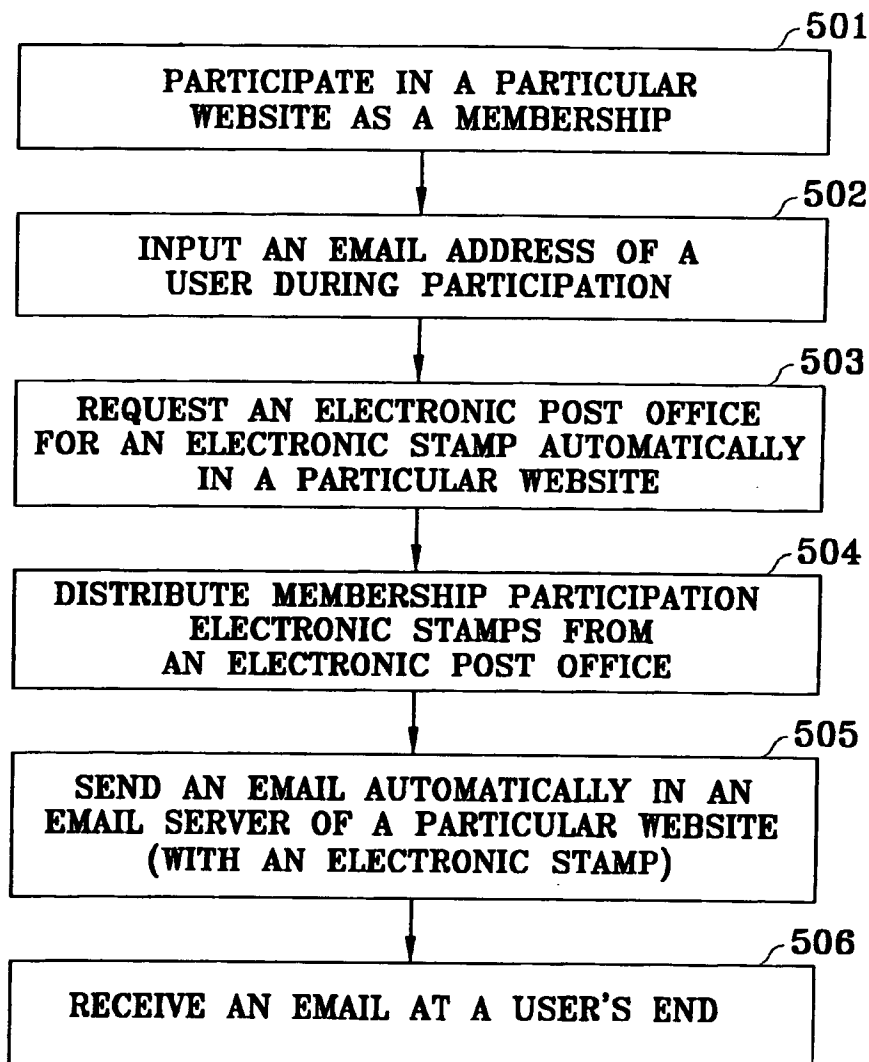 501
PARTICIPATE IN A PARTICULAR
WEBSITE AS A MEMBERSHIP
502
INPUT AN EMAIL ADDRESS OF A
USER DURING PARTICIPATION
503
REQUEST AN ELECTRONIC POST OFFICE
FOR AN ELECTRONIC STAMP AUTOMATICALLY
IN A PARTICULAR WEBSITE
504
DISTRIBUTE MEMBERSHIP PARTICIPATION
ELECTRONIC STAMPS FROM
AN ELECTRONIC POST OFFICE
505
SEND AN EMAIL AUTOMATICALLY IN AN
EMAIL SERVER OF A PARTICULAR WEBSITE
(WITH AN ELECTRONIC STAMP)
506
RECEIVE AN EMAIL AT A USER'S END